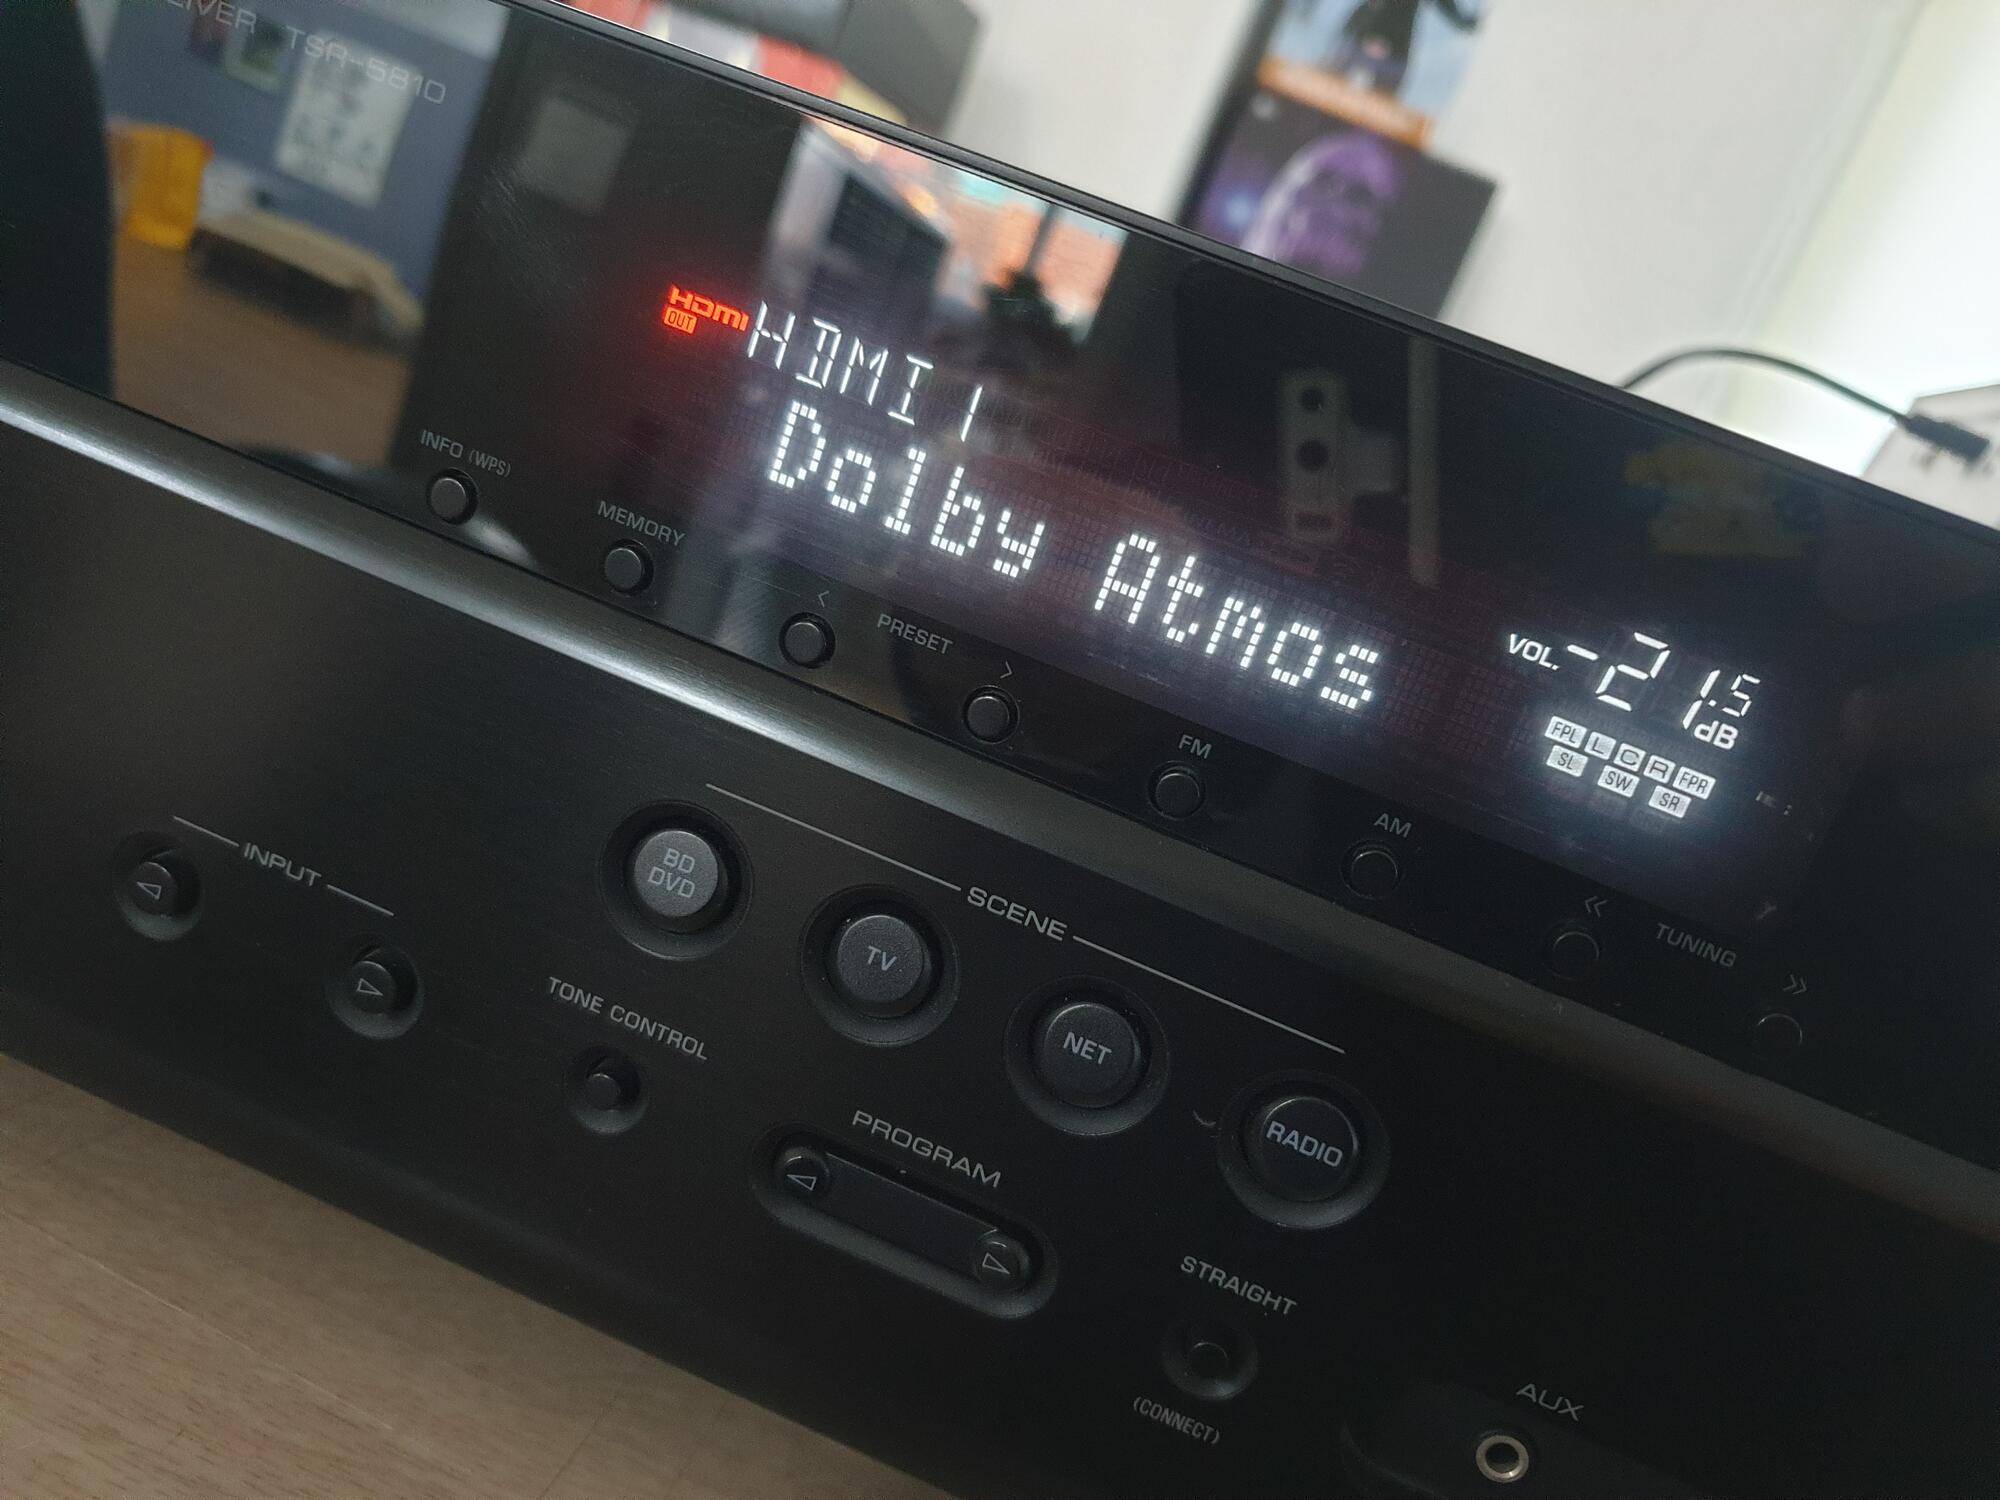 TSR-5810
HDMI
OUT
HDMI 1
Dolby Atmos
VOL. -21.5
dB
FPL L C R FPR
SL SW SR
INFO (WPS)
MEMORY
< PRESET >
FM
AM
<< TUNING >>
INPUT
SCENE
BD
DVD
TV
NET
RADIO
TONE CONTROL
PROGRAM
STRAIGHT
(CONNECT)
AUX